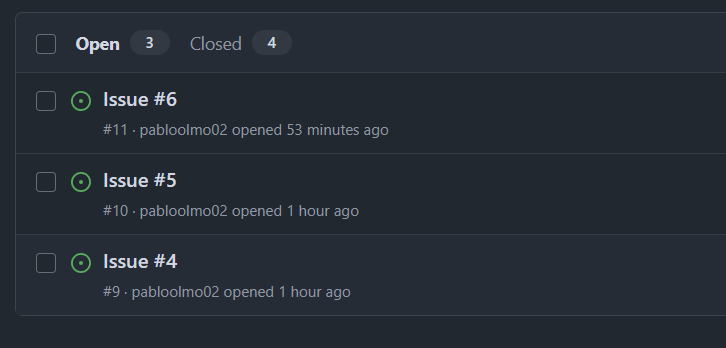 Open 3 Closed 4
Issue #6
#11 · pabloolmo02 opened 53 minutes ago
Issue #5
#10 · pabloolmo02 opened 1 hour ago
Issue #4
#9 · pabloolmo02 opened 1 hour ago